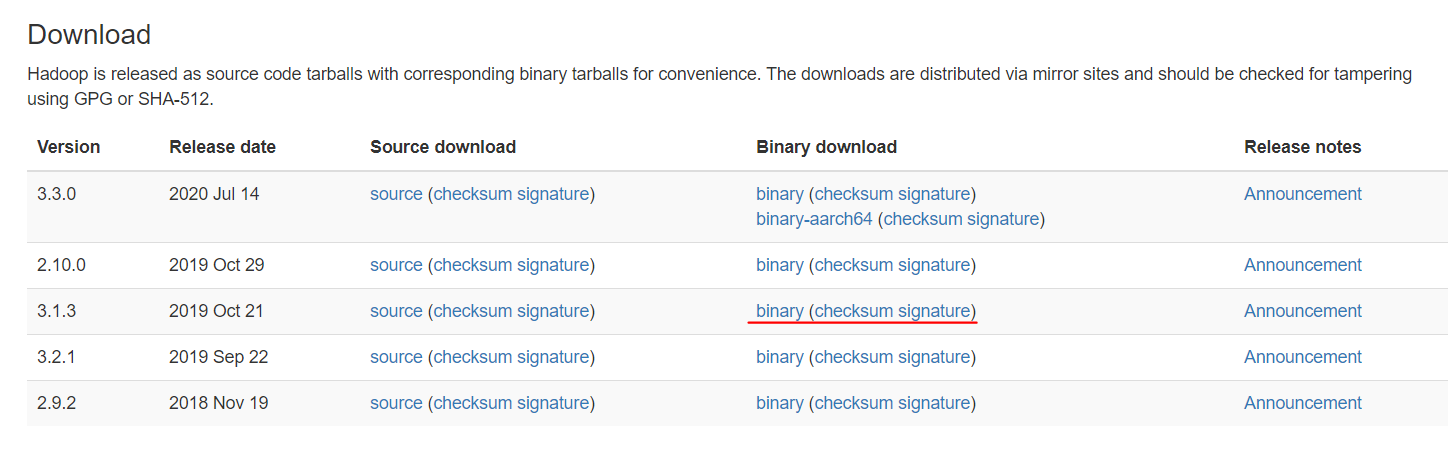 Download
Hadoop is released as source code tarballs with corresponding binary tarballs for convenience. The downloads are distributed via mirror sites and should be checked for tampering
using GPG or SHA-512.
Version Release date Source download Binary download Release notes
3.3.0 2020 Jul 14 source (checksum signature) binary (checksum signature) Announcement
binary-aarch64 (checksum signature)
2.10.0 2019 Oct 29 source (checksum signature) binary (checksum signature) Announcement
3.1.3 2019 Oct 21 source (checksum signature) binary (checksum signature) Announcement
3.2.1 2019 Sep 22 source (checksum signature) binary (checksum signature) Announcement
2.9.2 2018 Nov 19 source (checksum signature) binary (checksum signature) Announcement